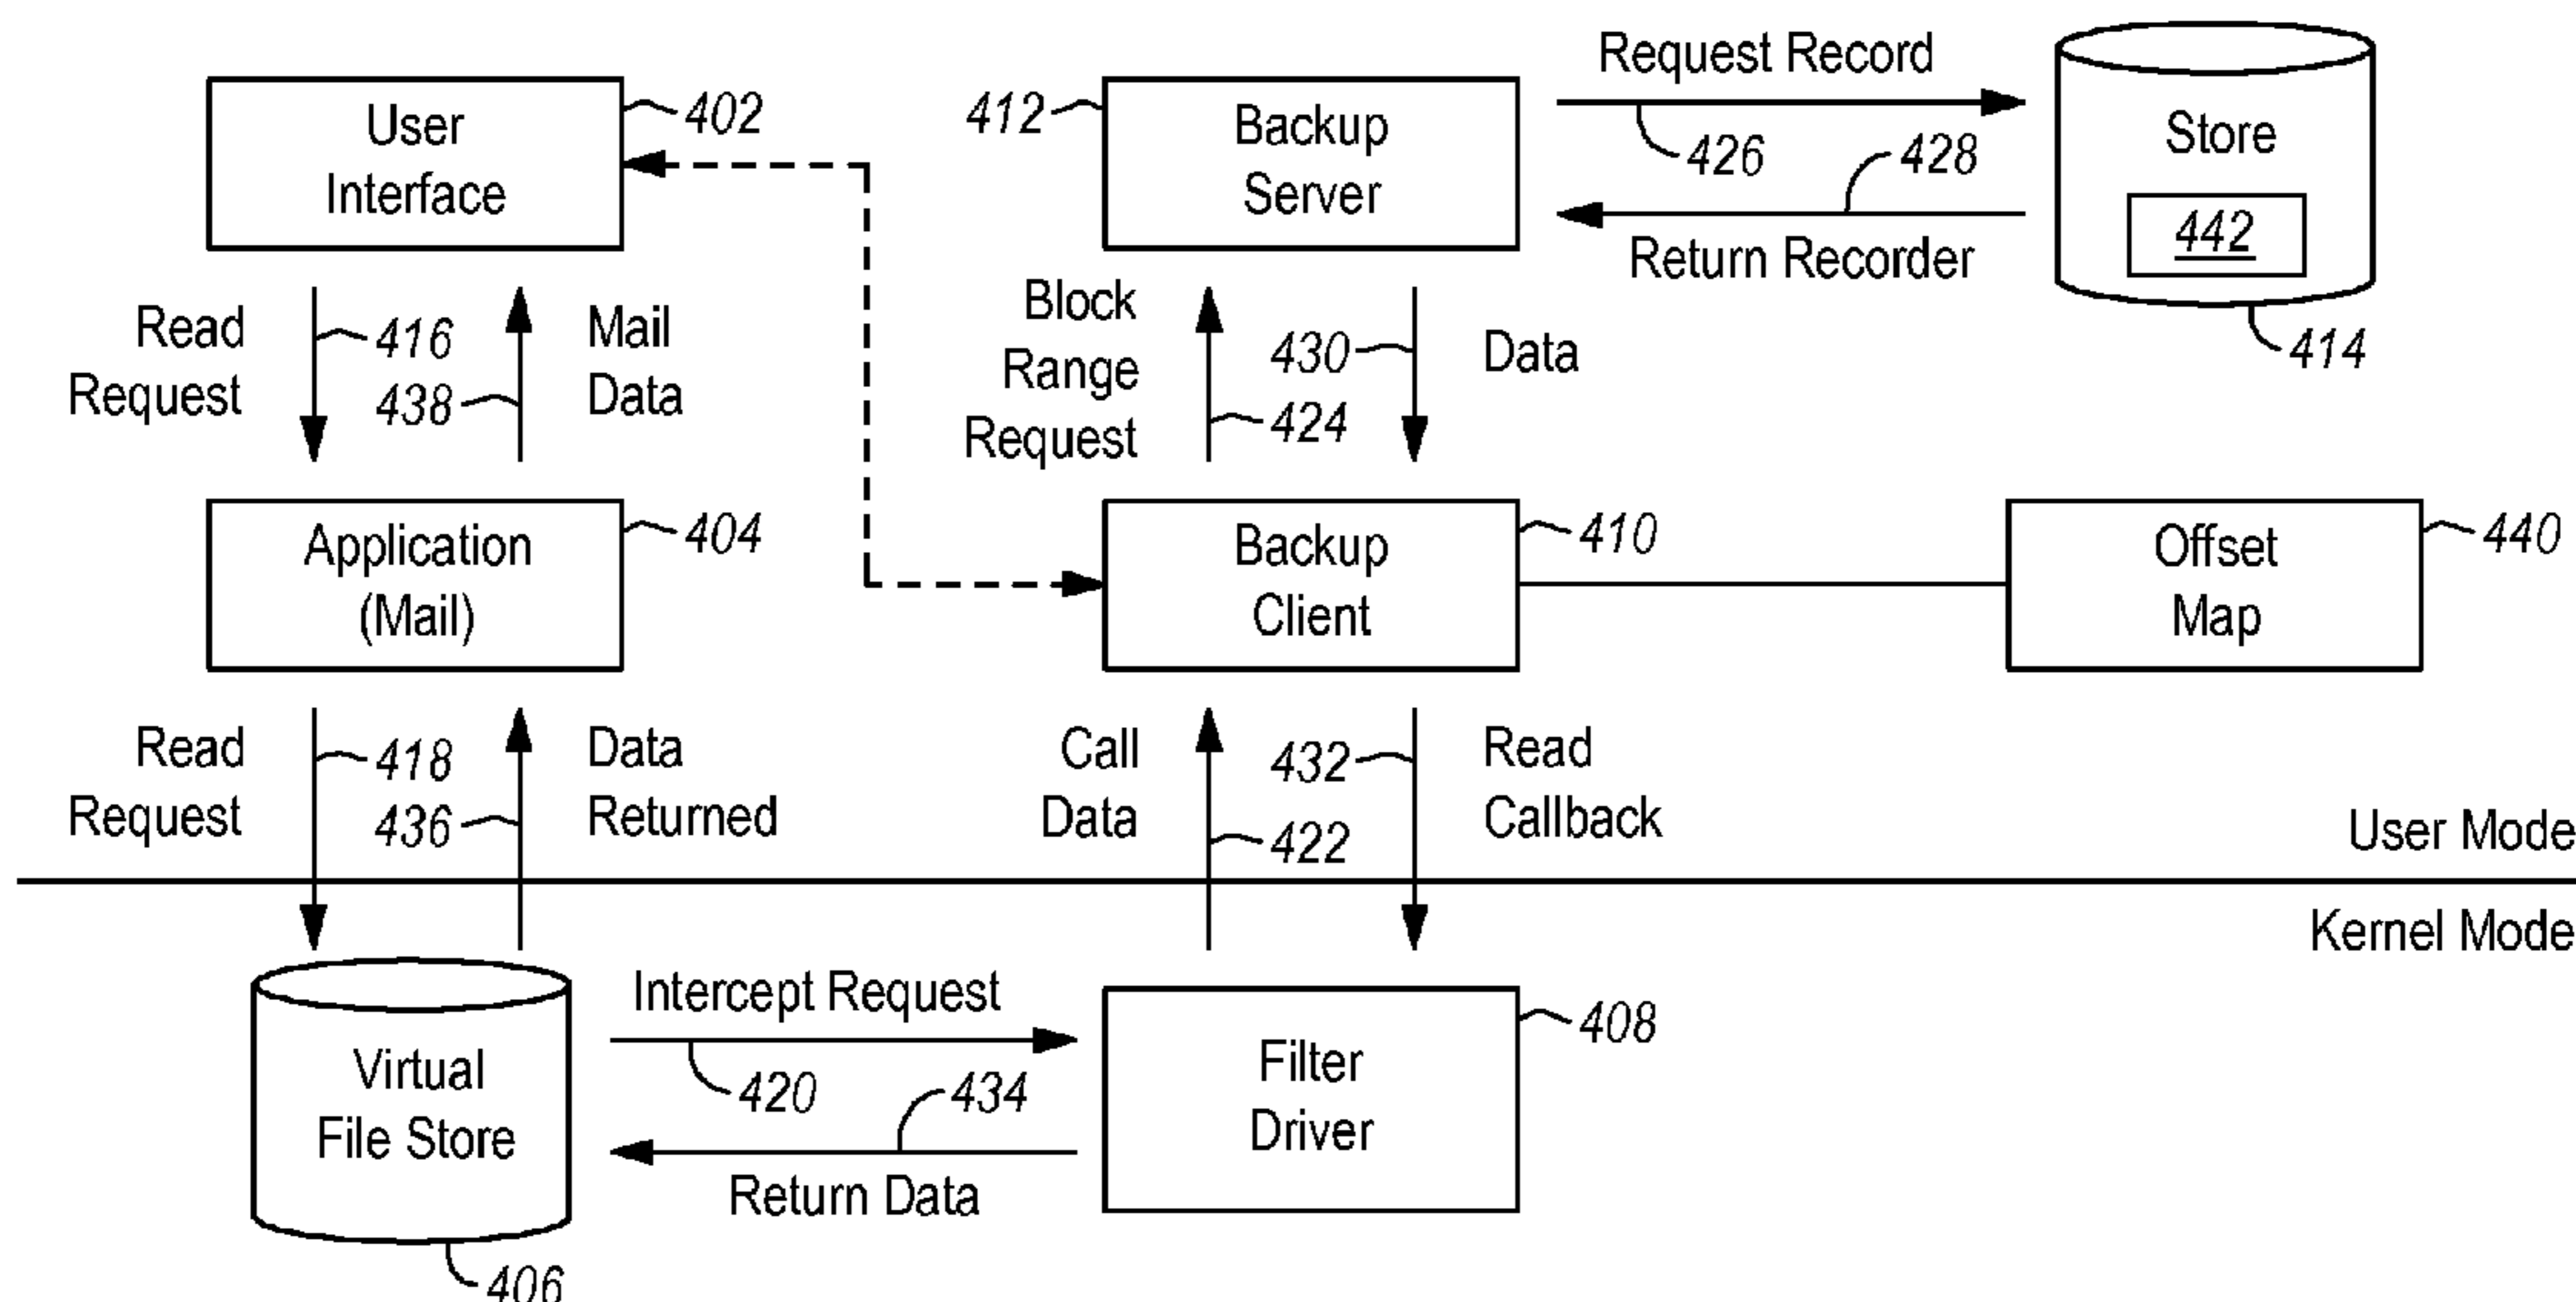 User
Interface
402
412
Backup
Server
Request Record
426
428
Return Recorder
Store
442
414
Read
Request
416
438
Mail
Data
Block
Range
Request
424
430
Data
Application
(Mail)
404
Backup
Client
410
Offset
Map
440
Read
Request
418
436
Data
Returned
Call
Data
422
432
Read
Callback
User Mode
Kernel Mode
Virtual
File Store
406
Intercept Request
420
434
Return Data
Filter
Driver
408